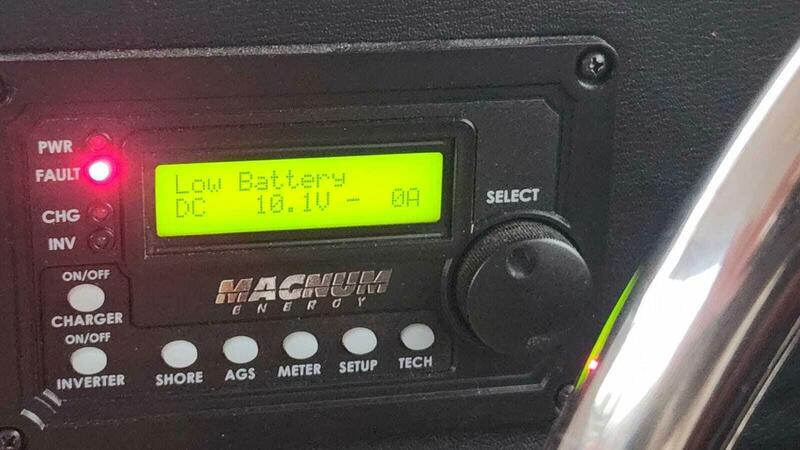 PWR
FAULT
CHG
INV
Low Battery
DC 10.1V - 0A
SELECT
ON/OFF
CHARGER
ON/OFF
INVERTER
MAGNUM
ENERGY
SHORE
AGS
METER
SETUP
TECH